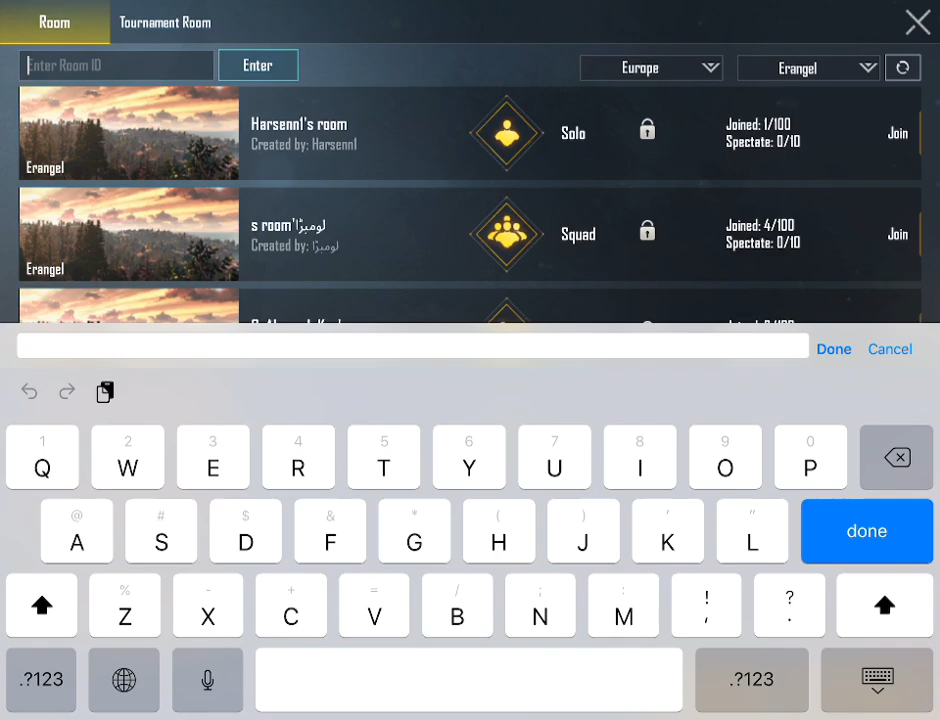 Room
Tournament Room
Enter Room ID
Enter
Europe
Erangel
Erangel
Harsennl's room
Created by: Harsennl
Solo
Joined: 1/100
Spectate: 0/10
Join
Erangel
s room'لومبڑا
Created by: لومبڑا
Squad
Joined: 4/100
Spectate: 0/10
Join
Done
Cancel
1 2 3 4 5 6 7 8 9 0
Q W E R T Y U I O P
@ # $ & * ( ) ' "
A S D F G H J K L
done
% - + = / ; : ! ?
Z X C V B N M , .
.?123
.?123